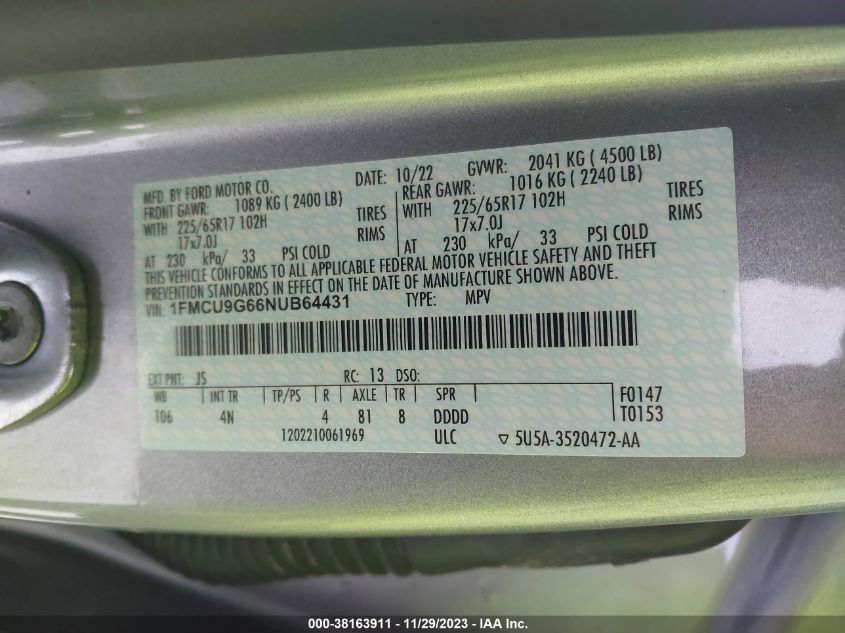 MFD. BY FORD MOTOR CO.
DATE: 10/22 GVWR: 2041 KG ( 4500 LB)
FRONT GAWR: 1089 KG ( 2400 LB)
WITH 225/65R17 102H TIRES
17x7.0J RIMS
AT 230 kPa/ 33 PSI COLD
REAR GAWR: 1016 KG ( 2240 LB)
WITH 225/65R17 102H TIRES
17x7.0J RIMS
AT 230 kPa/ 33 PSI COLD
THIS VEHICLE CONFORMS TO ALL APPLICABLE FEDERAL MOTOR VEHICLE SAFETY AND THEFT
PREVENTION STANDARDS IN EFFECT ON THE DATE OF MANUFACTURE SHOWN ABOVE.
VIN: 1FMCU9G66NUB64431 TYPE: MPV
EXT PNT: JS RC: 13 DSO:
WB INT TR TP/PS R AXLE TR SPR
106 4N 4 81 8 DDDD
F0147
T0153
1202210061969 ULC ▽ 5U5A-3520472-AA
000-38163911 - 11/29/2023 - © IAA, Inc.